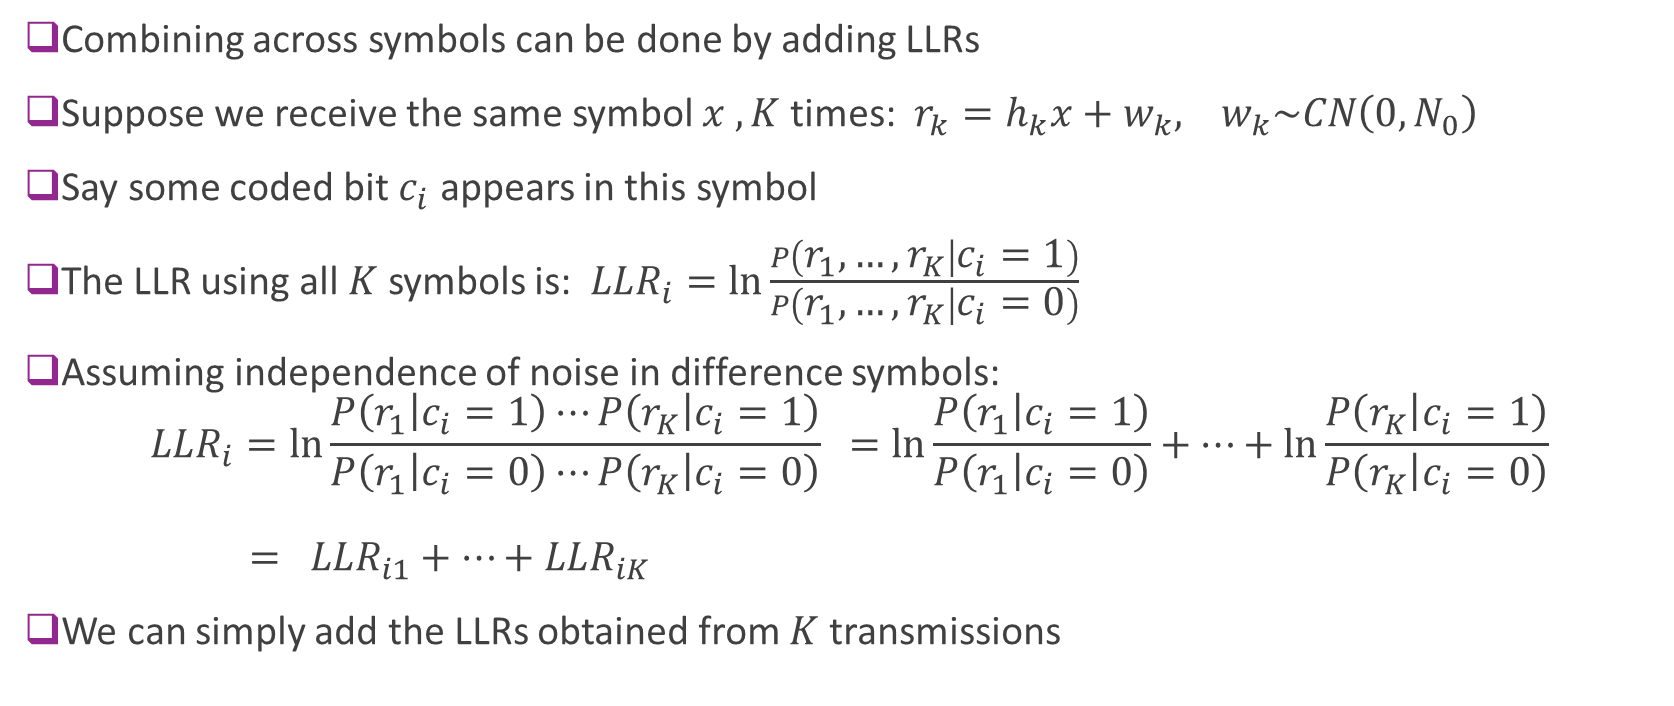 ❑Combining across symbols can be done by adding LLRs
❑Suppose we receive the same symbol x , K times: r_k = h_k x + w_k, w_k~CN(0, N_0)
❑Say some coded bit c_i appears in this symbol
❑The LLR using all K symbols is: LLR_i = ln P(r_1, …, r_K|c_i = 1) / P(r_1, …, r_K|c_i = 0)
❑Assuming independence of noise in difference symbols:
LLR_i = ln P(r_1|c_i = 1) ⋯ P(r_K|c_i = 1) / P(r_1|c_i = 0) ⋯ P(r_K|c_i = 0) = ln P(r_1|c_i = 1) / P(r_1|c_i = 0) + ⋯ + ln P(r_K|c_i = 1) / P(r_K|c_i = 0)
= LLR_{i1} + ⋯ + LLR_{iK}
❑We can simply add the LLRs obtained from K transmissions